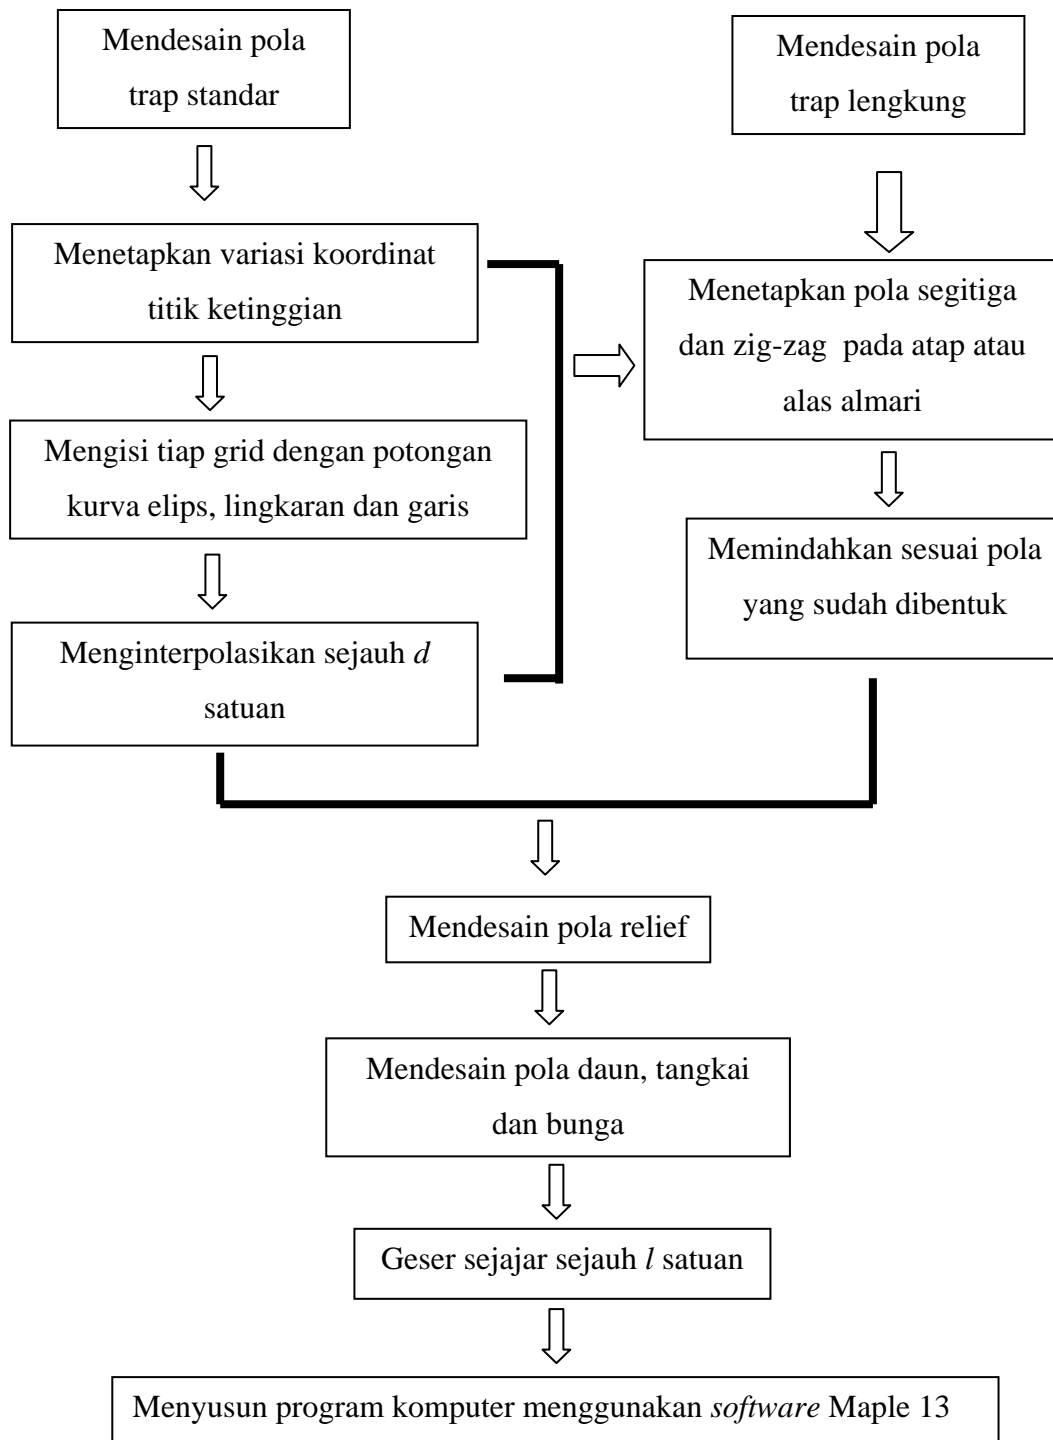 Mendesain pola
trap standar
Mendesain pola
trap lengkung
Menetapkan variasi koordinat
titik ketinggian
Menetapkan pola segitiga
dan zig-zag pada atap atau
alas almari
Mengisi tiap grid dengan potongan
kurva elips, lingkaran dan garis
Memindahkan sesuai pola
yang sudah dibentuk
Menginterpolasikan sejauh d
satuan
Mendesain pola relief
Mendesain pola daun, tangkai
dan bunga
Geser sejajar sejauh l satuan
Menyusun program komputer menggunakan software Maple 13